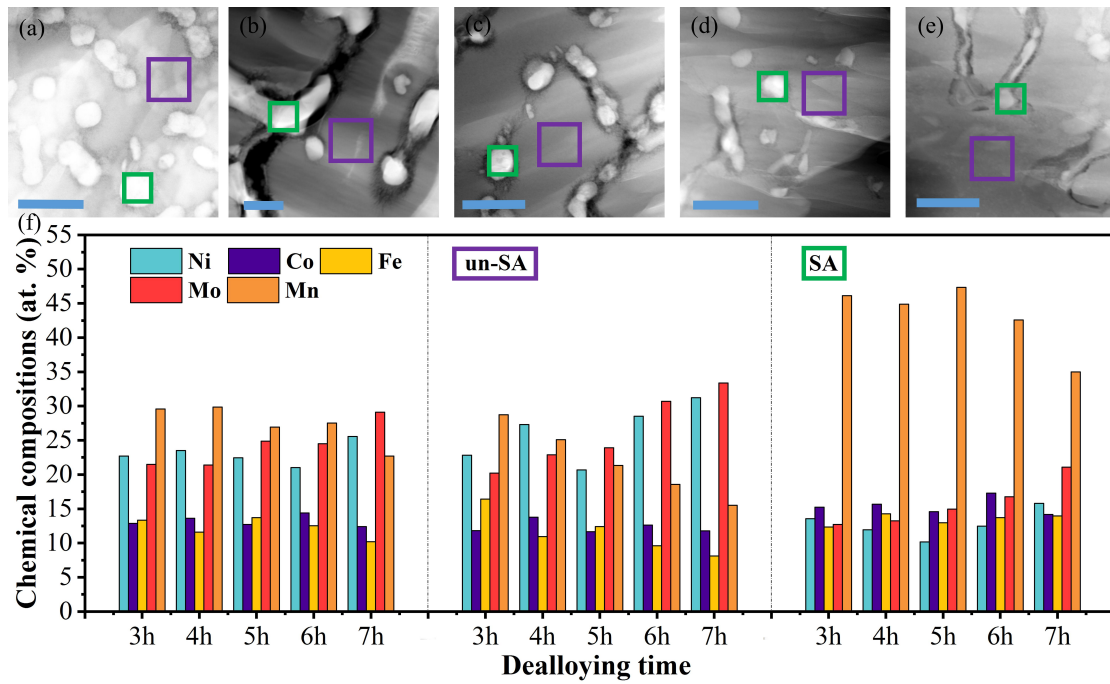 (a)
(b)
(c)
(d)
(e)
(f)
55
50
45
40
35
30
25
20
15
10
5
0
Chemical compositions (at. %)
Ni
Co
Fe
Mo
Mn
un-SA
SA
3h 4h 5h 6h 7h
3h 4h 5h 6h 7h
3h 4h 5h 6h 7h
Dealloying time